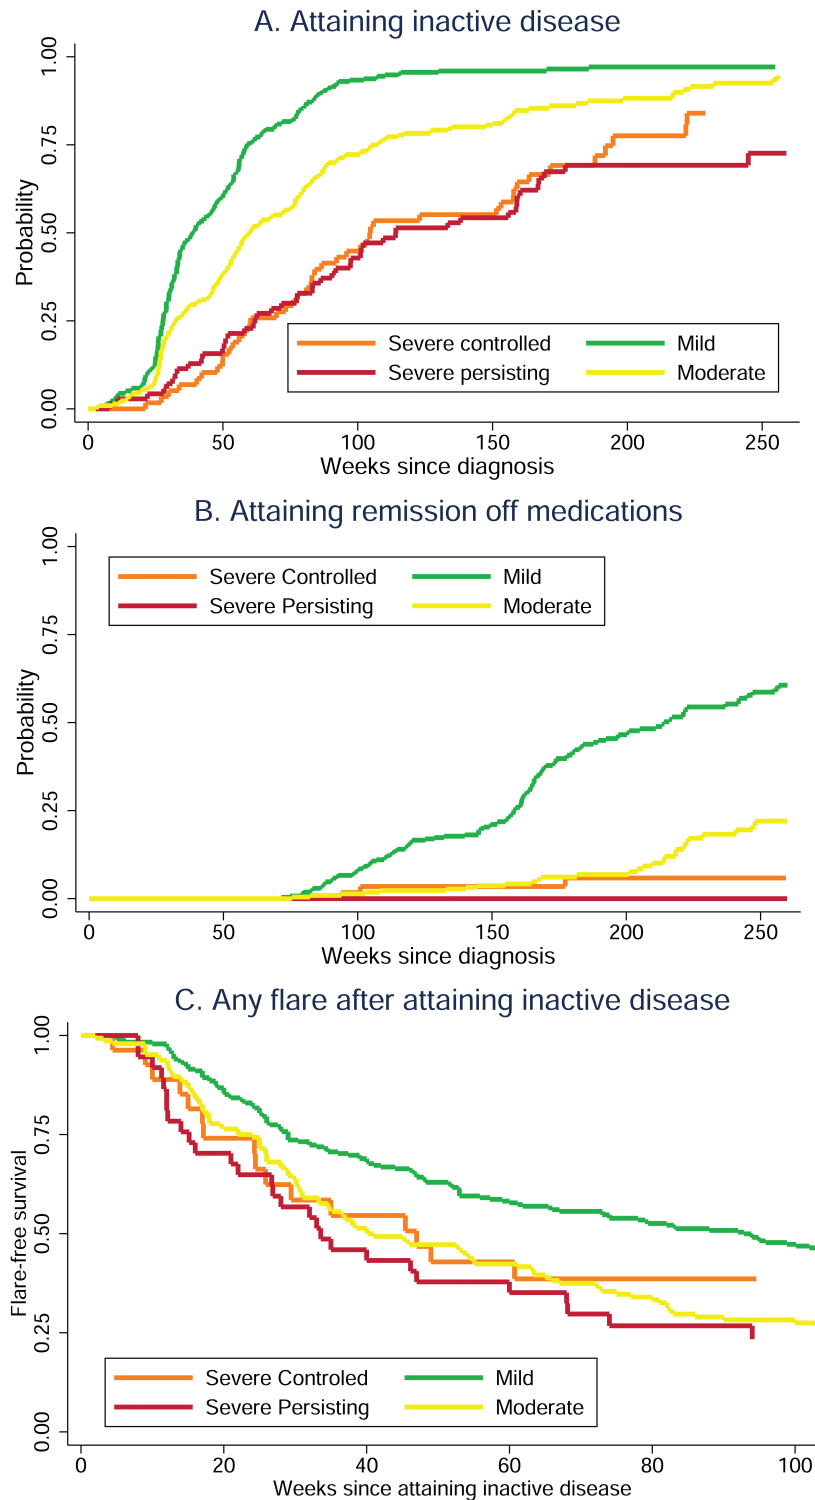 A. Attaining inactive disease
1.00
0.75
0.50
0.25
0.00
Probability
Severe controlled
Mild
Severe persisting
Moderate
0 50 100 150 200 250
Weeks since diagnosis
B. Attaining remission off medications
1.00
0.75
0.50
0.25
0.00
Probability
Severe Controlled
Mild
Severe Persisting
Moderate
0 50 100 150 200 250
Weeks since diagnosis
C. Any flare after attaining inactive disease
1.00
0.75
0.50
0.25
0.00
Flare-free survival
Severe Controled
Mild
Severe Persisting
Moderate
0 20 40 60 80 100
Weeks since attaining inactive disease